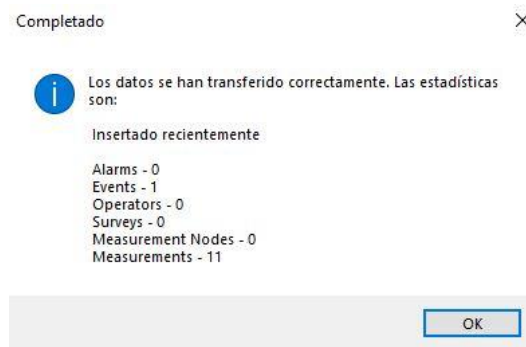 Completado
Los datos se han transferido correctamente. Las estadísticas
son:
Insertado recientemente
Alarms - 0
Events - 1
Operators - 0
Surveys - 0
Measurement Nodes - 0
Measurements - 11
OK